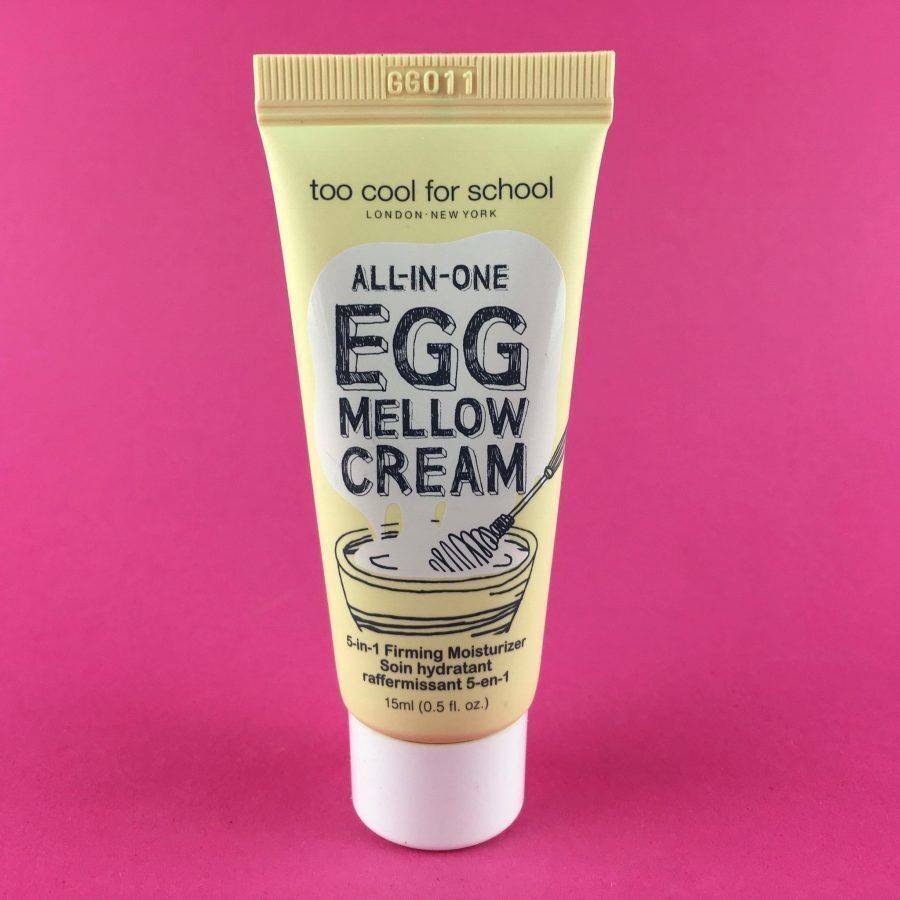 GG011
too cool for school
LONDON·NEW YORK
ALL-IN-ONE
EGG
MELLOW
CREAM
5-in-1 Firming Moisturizer
Soin hydratant
raffermissant 5-en-1
15ml (0.5 fl. oz.)